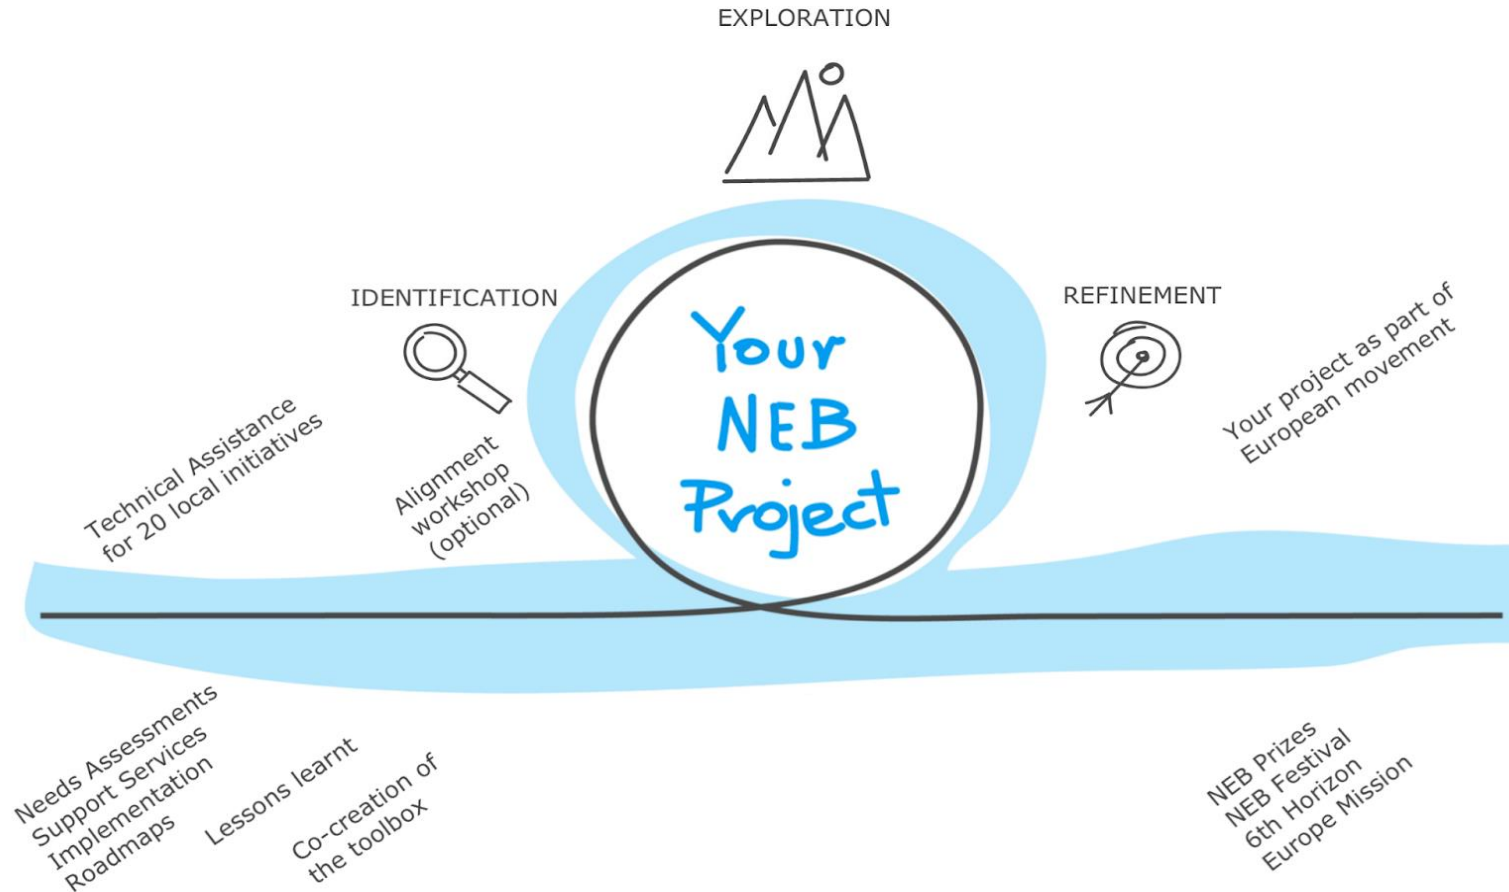 EXPLORATION
IDENTIFICATION
REFINEMENT
Your
NEB
Project
Technical Assistance
for 20 local initiatives
Alignment
workshop
(optional)
Your project as part of
European movement
Needs Assessments
Support Services
Implementation
Roadmaps
Lessons learnt
Co-creation of
the toolbox
NEB Prizes
NEB Festival
6th Horizon
Europe Mission